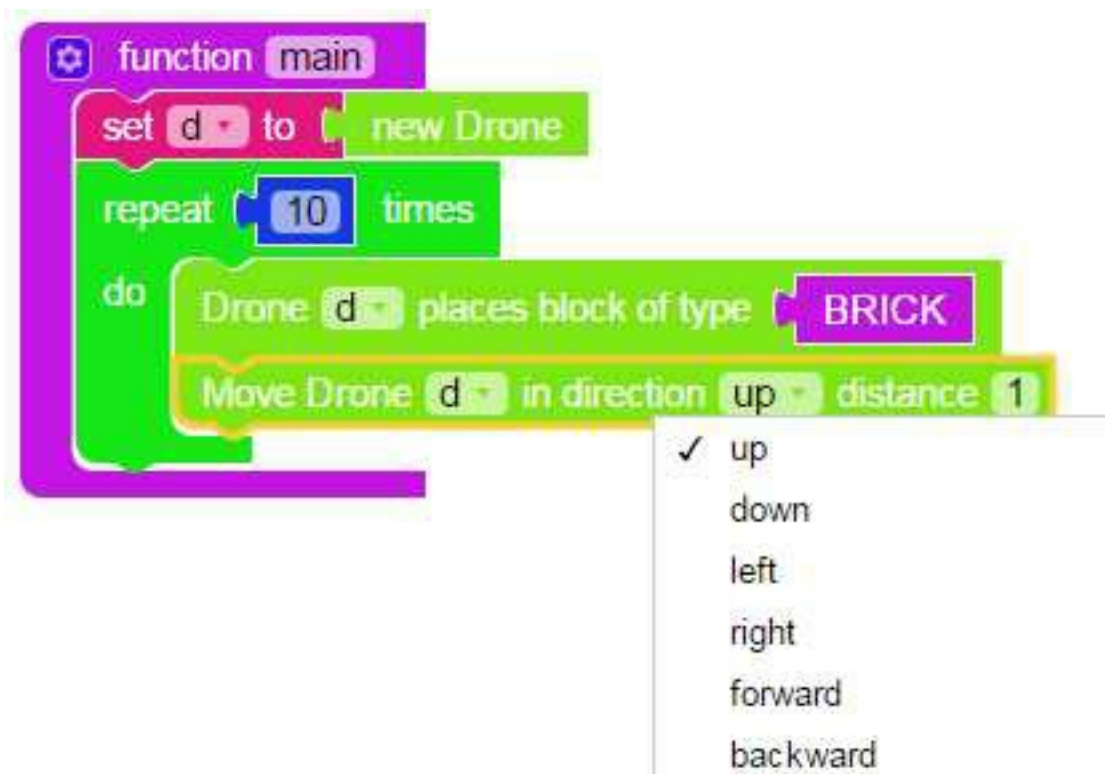 function main
set d to new Drone
repeat 10 times
do
Drone d places block of type BRICK
Move Drone d in direction up distance 1
✓ up
down
left
right
forward
backward